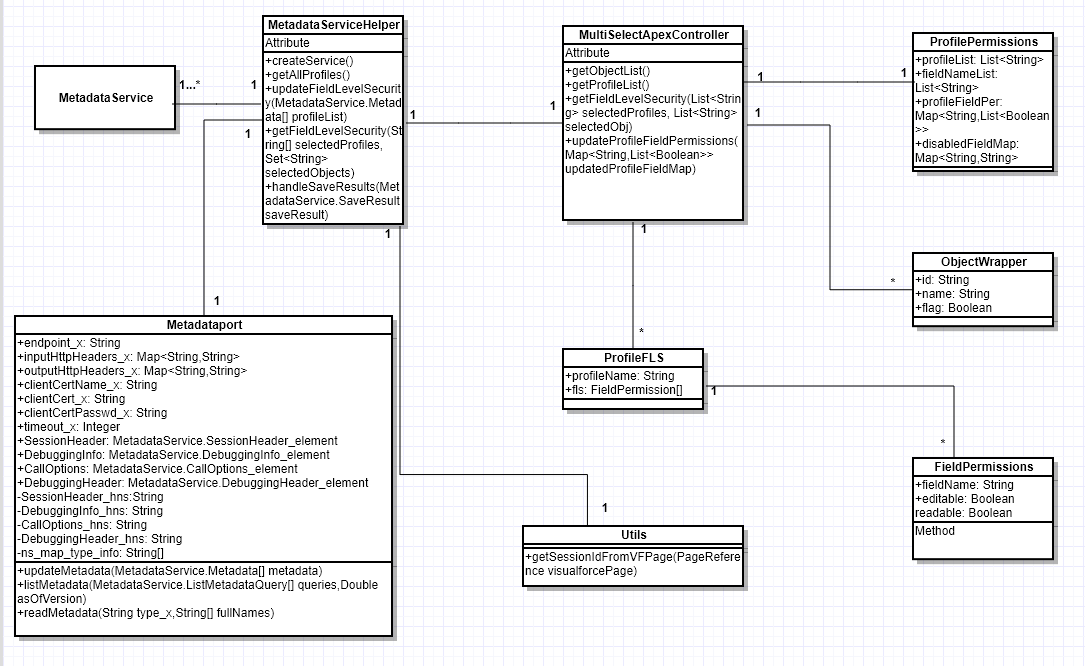 MetadataService
1...*
1
MetadataServiceHelper
Attribute
+createService()
+getAllProfiles()
+updateFieldLevelSecurit
y(MetadataService.Metad
ata[] profileList)
+getFieldLevelSecurity(St
ring[] selectedProfiles,
Set<String>
selectedObjects)
+handleSaveResults(Met
adataService.SaveResult
saveResult)
1
1
1
1
MultiSelectApexController
Attribute
+getObjectList()
+getProfileList()
+getFieldLevelSecurity(List<Strin
g> selectedProfiles, List<String>
selectedObj)
+updateProfileFieldPermissions(
Map<String,List<Boolean>>
updatedProfileFieldMap)
1
1
1
1
ProfilePermissions
+profileList: List<String>
+fieldNameList:
List<String>
+profileFieldPer:
Map<String,List<Boolean
>>
+disabledFieldMap:
Map<String,String>
*
ObjectWrapper
+id: String
+name: String
+flag: Boolean
1
Metadataport
+endpoint_x: String
+inputHttpHeaders_x: Map<String,String>
+outputHttpHeaders_x: Map<String,String>
+clientCertName_x: String
+clientCert_x: String
+clientCertPasswd_x: String
+timeout_x: Integer
+SessionHeader: MetadataService.SessionHeader_element
+DebuggingInfo: MetadataService.DebuggingInfo_element
+CallOptions: MetadataService.CallOptions_element
+DebuggingHeader: MetadataService.DebuggingHeader_element
-SessionHeader_hns:String
-DebuggingInfo_hns: String
-CallOptions_hns: String
-DebuggingHeader_hns: String
-ns_map_type_info: String[]
+updateMetadata(MetadataService.Metadata[] metadata)
+listMetadata(MetadataService.ListMetadataQuery[] queries,Double
asOfVersion)
+readMetadata(String type_x,String[] fullNames)
*
ProfileFLS
+profileName: String
+fls: FieldPermission[]
1
*
FieldPermissions
+fieldName: String
+editable: Boolean
readable: Boolean
Method
1
Utils
+getSessionIdFromVFPage(PageRefere
nce visualforcePage)